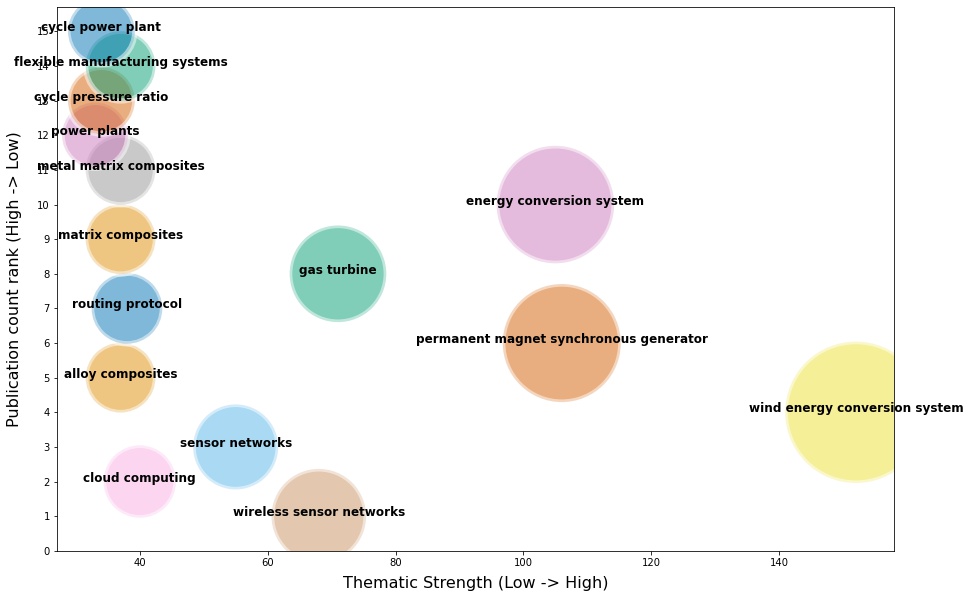 15
cycle power plant
14
flexible manufacturing systems
13
cycle pressure ratio
12
power plants
11
metal matrix composites
10
energy conversion system
9
matrix composites
8
gas turbine
7
routing protocol
6
permanent magnet synchronous generator
5
alloy composites
4
wind energy conversion system
3
sensor networks
2
cloud computing
1
wireless sensor networks
0
40
60
80
100
120
140
Publication count rank (High -> Low)
Thematic Strength (Low -> High)